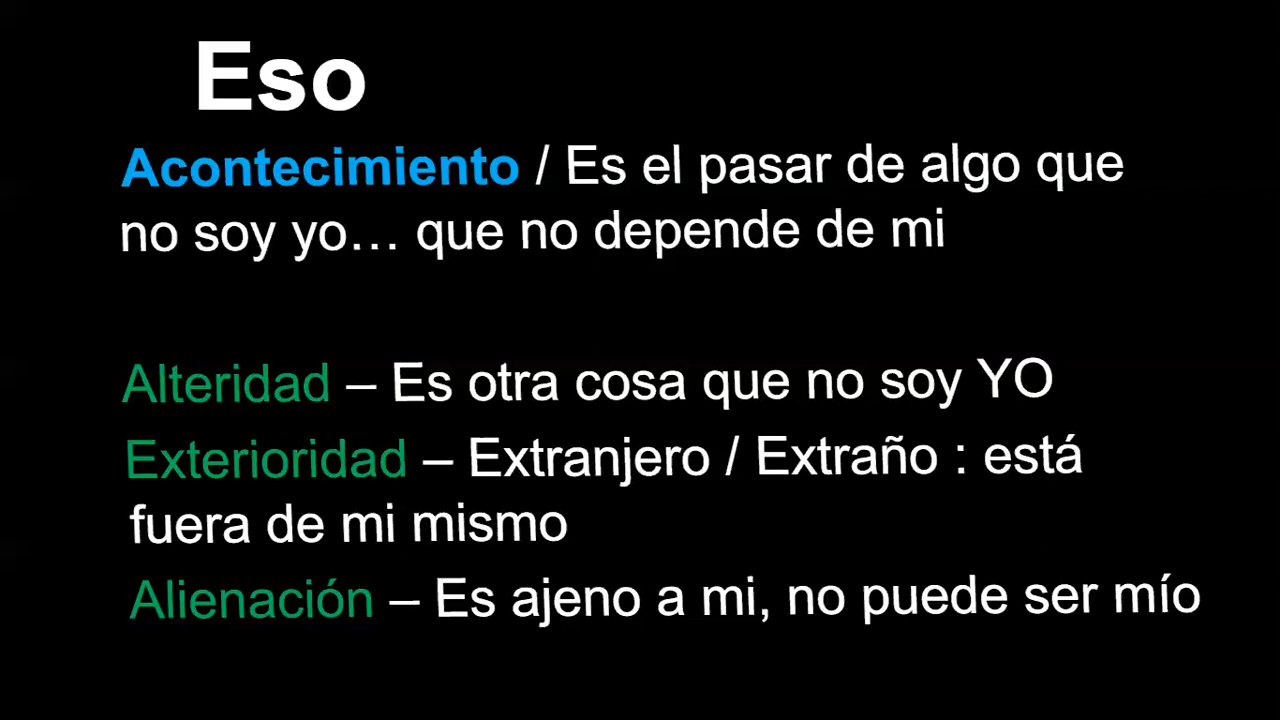 Eso
Acontecimiento / Es el pasar de algo que
no soy yo... que no depende de mi
Alteridad – Es otra cosa que no soy YO
Exterioridad – Extranjero / Extraño : está
fuera de mi mismo
Alienación – Es ajeno a mi, no puede ser mío